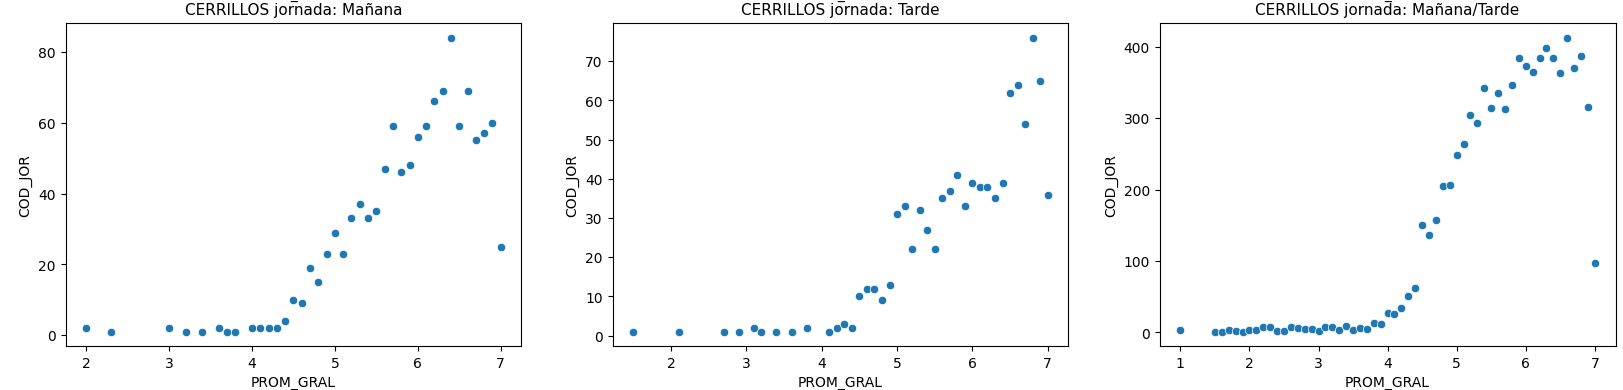 CERRILLOS jornada: Mañana
80
60
40
20
0
COD_JOR
2 3 4 5 6 7
PROM_GRAL
CERRILLOS jornada: Tarde
70
60
50
40
30
20
10
0
COD_JOR
2 3 4 5 6 7
PROM_GRAL
CERRILLOS jornada: Mañana/Tarde
400
300
200
100
0
COD_JOR
1 2 3 4 5 6 7
PROM_GRAL